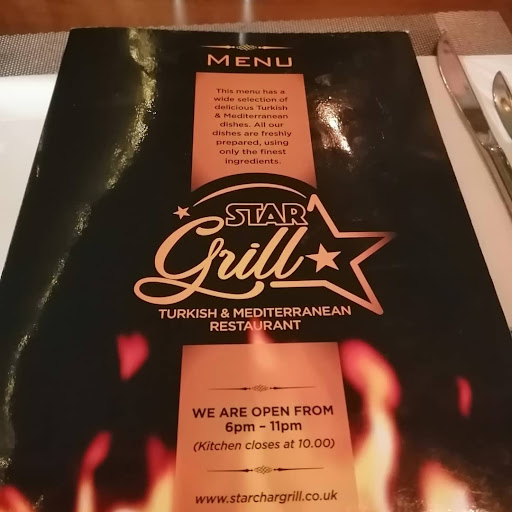 MENU
This menu has a
wide selection of
delicious Turkish
& Mediterranean
dishes. All our
dishes are freshly
prepared, using
only the finest
ingredients.
STAR
Grill
TURKISH & MEDITERRANEAN
RESTAURANT
WE ARE OPEN FROM
6pm – 11pm
(Kitchen closes at 10.00)
www.starchargrill.co.uk